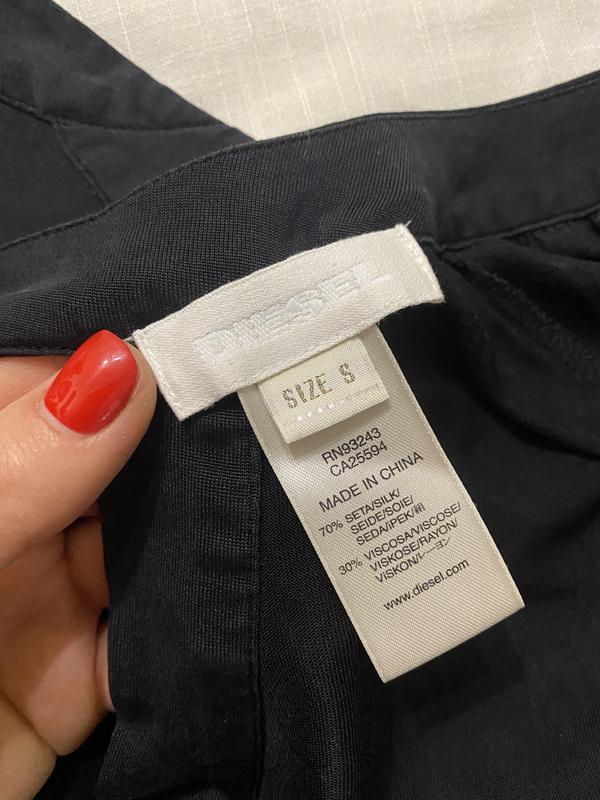 DIESEL
SIZE S
RN93243
CA25594
MADE IN CHINA
70% SETA/SILK/
SEIDE/SOIE/
SEDA/iPEK/絹
30% VISCOSA/VISCOSE/
VISKOSE/RAYON/
VISKON/レーヨン
www.diesel.com